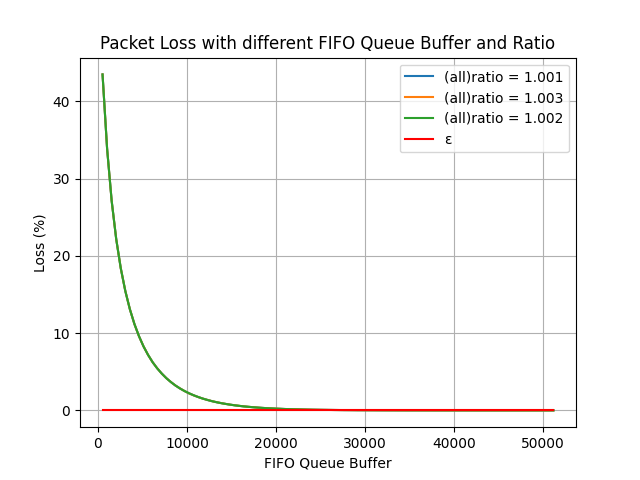 Packet Loss with different FIFO Queue Buffer and Ratio
(all)ratio = 1.001
(all)ratio = 1.003
(all)ratio = 1.002
ε
Loss (%)
40
30
20
10
0
0 10000 20000 30000 40000 50000
FIFO Queue Buffer